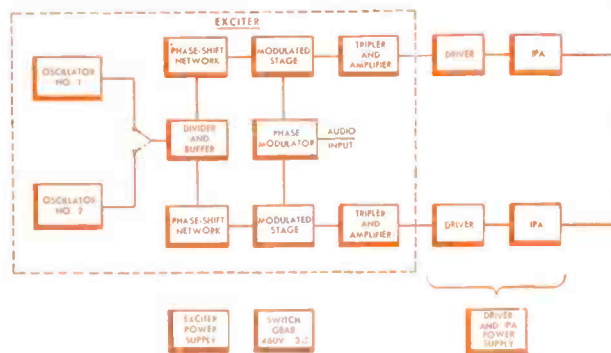 EXCITER
PHASE-SHIFT
NETWORK
MODULATED
STAGE
TRIPLER
AND
AMPLIFIER
DRIVER
IPA
OSCILLATOR
NO. 1
DIVIDER
AND
BUFFER
PHASE
MODULATOR
AUDIO
INPUT
OSCILLATOR
NO. 2
PHASE-SHIFT
NETWORK
MODULATED
STAGE
TRIPLER
AND
AMPLIFIER
DRIVER
IPA
EXCITER
POWER
SUPPLY
SWITCH
GEAR
460V
DRIVER
AND IPA
POWER
SUPPLY